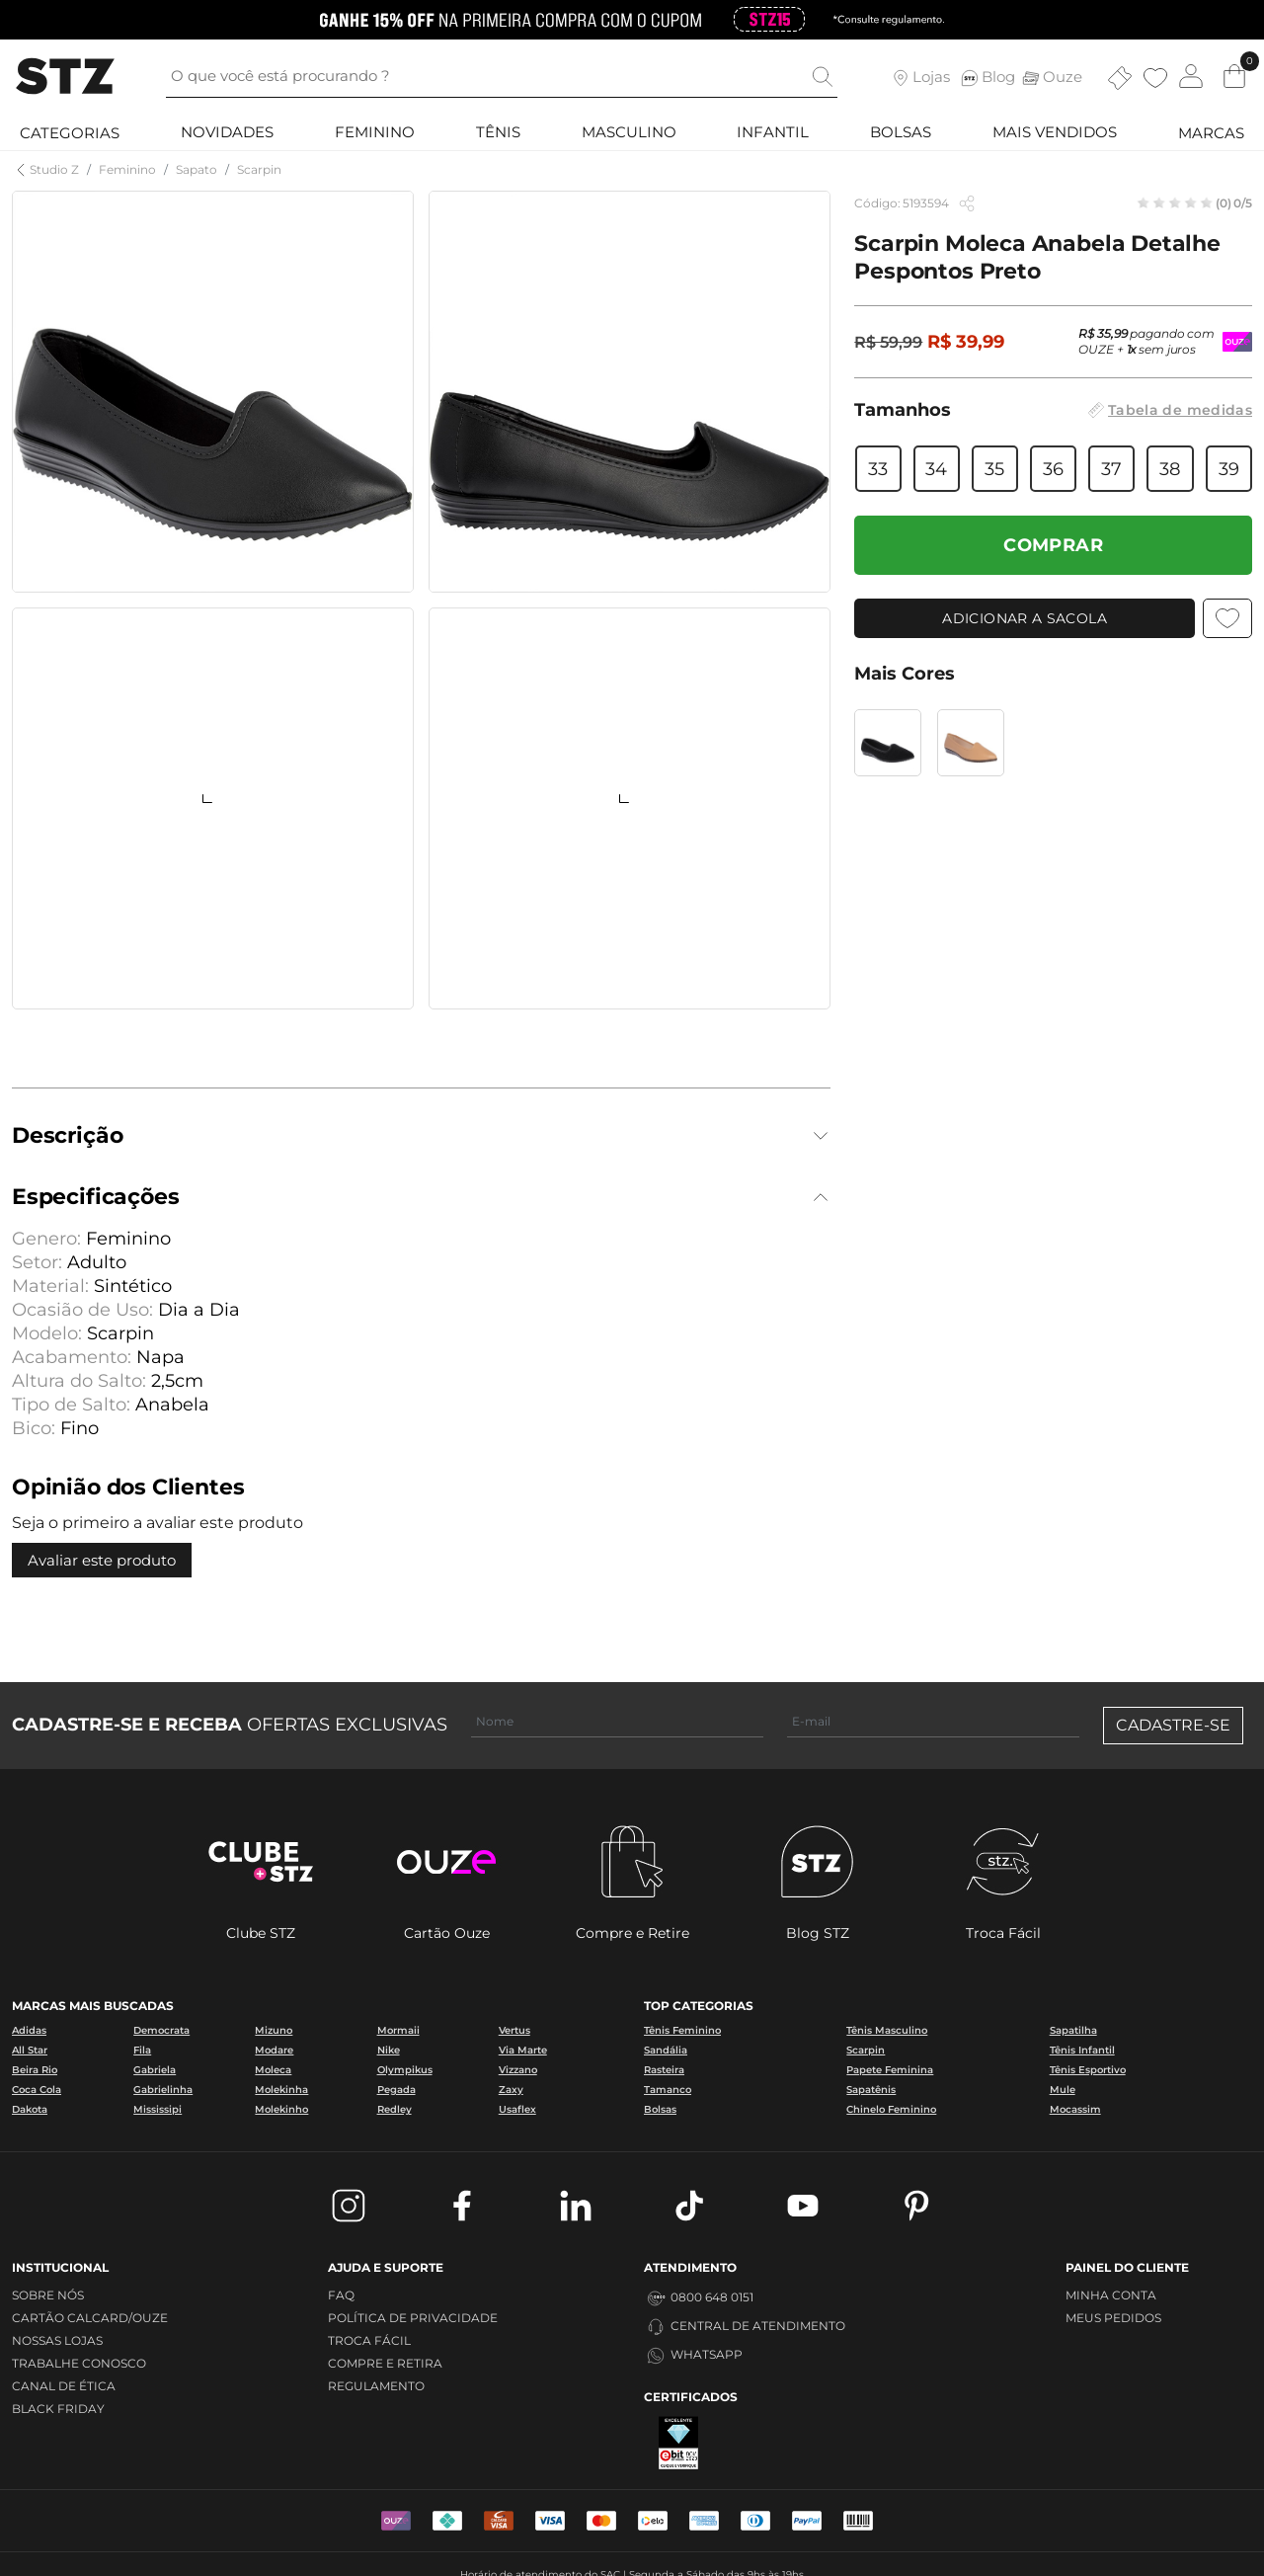 GANHE 15% OFF NA PRIMEIRA COMPRA COM O CUPOM STZ15 *Consulte regulamento.
STZ
O que você está procurando ?
Lojas
STZ
Blog
Ouze
0
CATEGORIAS NOVIDADES FEMININO TÊNIS MASCULINO INFANTIL BOLSAS MAIS VENDIDOS MARCAS
Studio Z / Feminino / Sapato / Scarpin
Código: 5193594
(0) 0/5
Scarpin Moleca Anabela Detalhe
Pespontos Preto
R$ 59,99 R$ 39,99
R$ 35,99 pagando com
OUZE + 1x sem juros
OUZE
Tamanhos
Tabela de medidas
33 34 35 36 37 38 39
COMPRAR
ADICIONAR A SACOLA
Mais Cores
Descrição
Especificações
Genero: Feminino
Setor: Adulto
Material: Sintético
Ocasião de Uso: Dia a Dia
Modelo: Scarpin
Acabamento: Napa
Altura do Salto: 2,5cm
Tipo de Salto: Anabela
Bico: Fino
Opinião dos Clientes
Seja o primeiro a avaliar este produto
Avaliar este produto
CADASTRE-SE E RECEBA OFERTAS EXCLUSIVAS
Nome
E-mail
CADASTRE-SE
CLUBE
STZ
ouze
STZ
stz.
Clube STZ
Cartão Ouze
Compre e Retire
Blog STZ
Troca Fácil
MARCAS MAIS BUSCADAS
Adidas Democrata Mizuno Mormaii Vertus
All Star Fila Modare Nike Via Marte
Beira Rio Gabriela Moleca Olympikus Vizzano
Coca Cola Gabrielinha Molekinha Pegada Zaxy
Dakota Mississipi Molekinho Redley Usaflex
TOP CATEGORIAS
Tênis Feminino Tênis Masculino Sapatilha
Sandália Scarpin Tênis Infantil
Rasteira Papete Feminina Tênis Esportivo
Tamanco Sapatênis Mule
Bolsas Chinelo Feminino Mocassim
INSTITUCIONAL
SOBRE NÓS
CARTÃO CALCARD/OUZE
NOSSAS LOJAS
TRABALHE CONOSCO
CANAL DE ÉTICA
BLACK FRIDAY
AJUDA E SUPORTE
FAQ
POLÍTICA DE PRIVACIDADE
TROCA FÁCIL
COMPRE E RETIRA
REGULAMENTO
ATENDIMENTO
0800 648 0151
CENTRAL DE ATENDIMENTO
WHATSAPP
CERTIFICADOS
EXCELENTE
ebit
CLIQUE E VERIFIQUE
PAINEL DO CLIENTE
MINHA CONTA
MEUS PEDIDOS
OUZE
VISA
VISA
elo
PayPal
Horário de atendimento do SAC | Segunda a Sábado das 9hs às 19hs